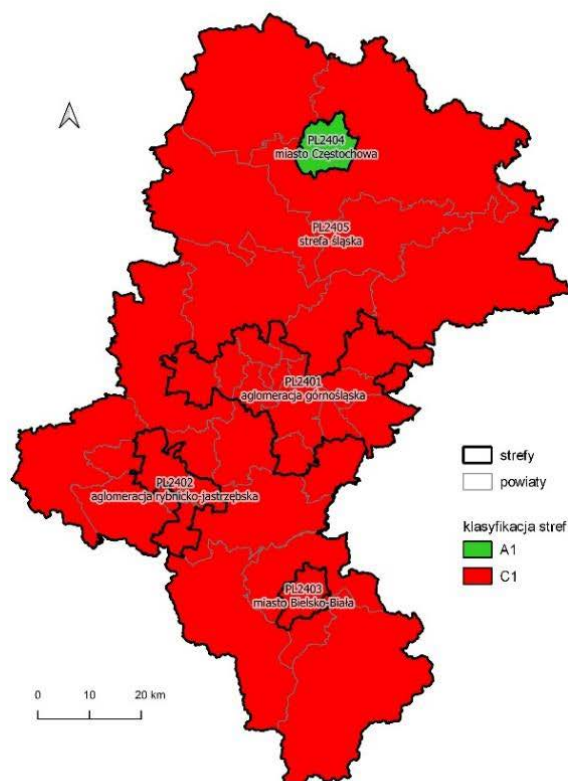 PL2404
miasto Częstochowa
PL2405
strefa śląska
PL2401
aglomeracja górnośląska
PL2402
aglomeracja rybnicko-jastrzębska
PL2403
miasto Bielsko-Biała
strefy
powiaty
klasyfikacja stref
A1
C1
0 10 20 km